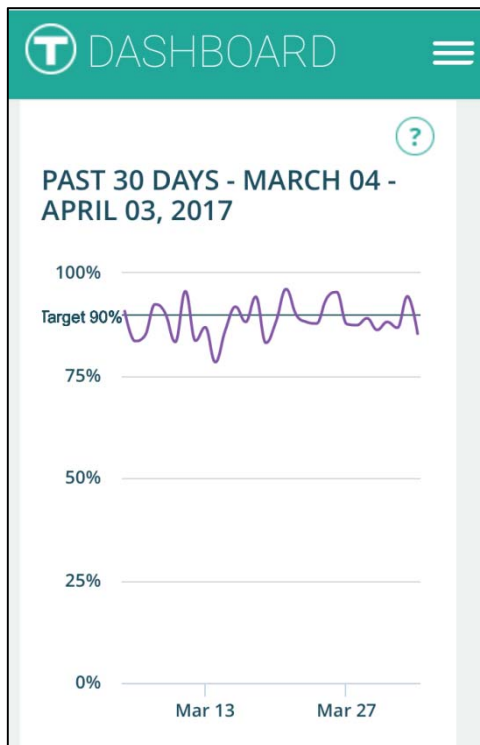 T DASHBOARD
?
PAST 30 DAYS - MARCH 04 -
APRIL 03, 2017
100%
Target 90%
75%
50%
25%
0%
Mar 13 Mar 27